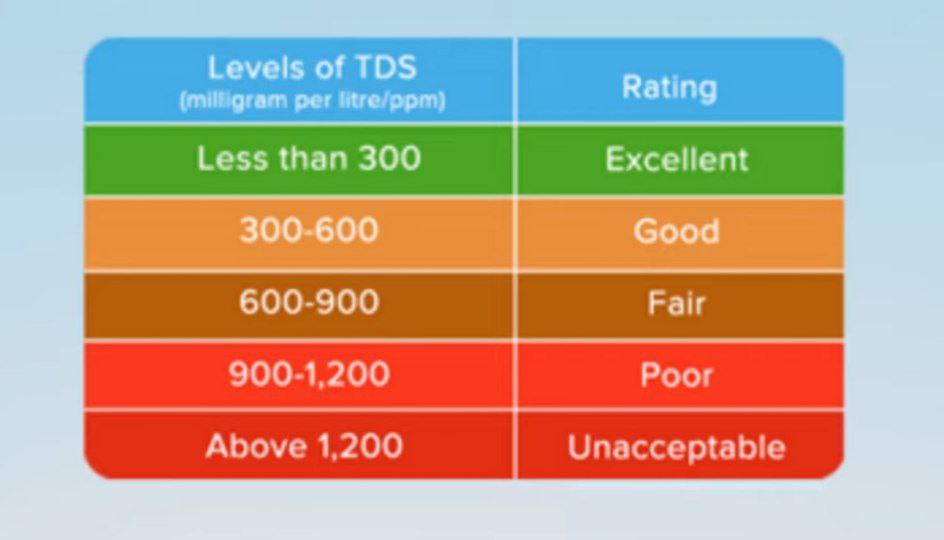 Levels of TDS
(milligram per litre/ppm)
Rating
Less than 300
Excellent
300-600
Good
600-900
Fair
900-1,200
Poor
Above 1,200
Unacceptable